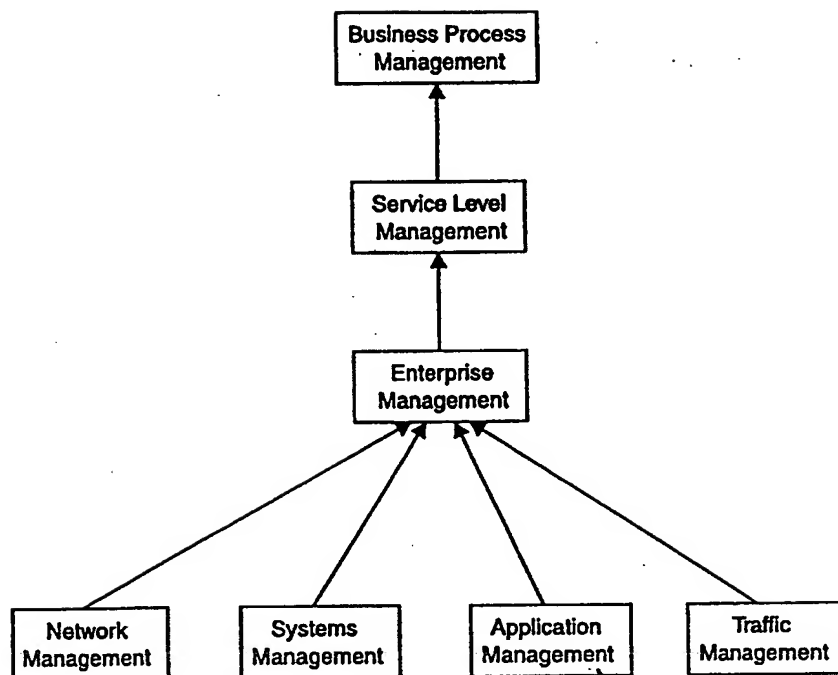 Business Process
Management
Service Level
Management
Enterprise
Management
Network
Management
Systems
Management
Application
Management
Traffic
Management